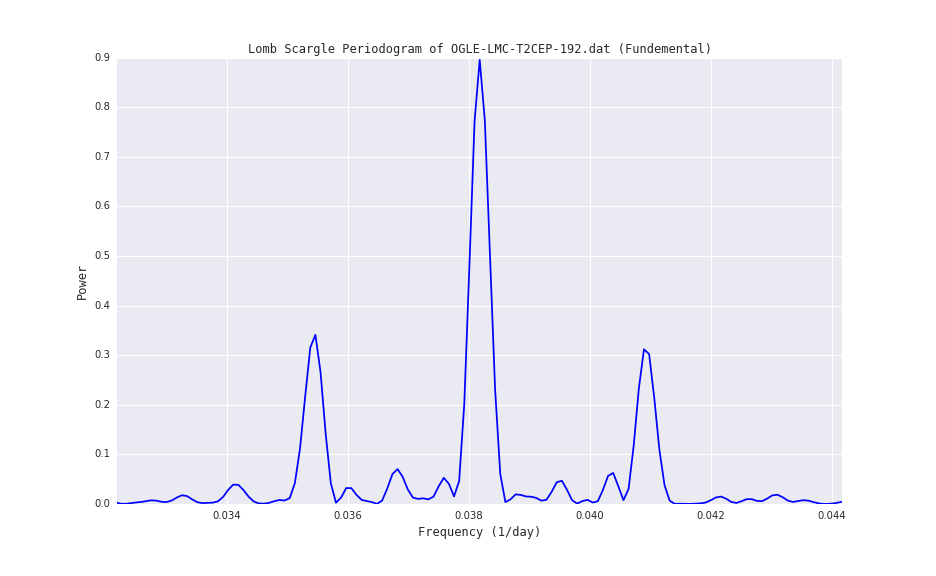 Lomb Scargle Periodogram of OGLE-LMC-T2CEP-192.dat (Fundemental)
0.9
0.8
0.7
0.6
0.5
0.4
0.3
0.2
0.1
0.0
Power
0.034 0.036 0.038 0.040 0.042 0.044
Frequency (1/day)